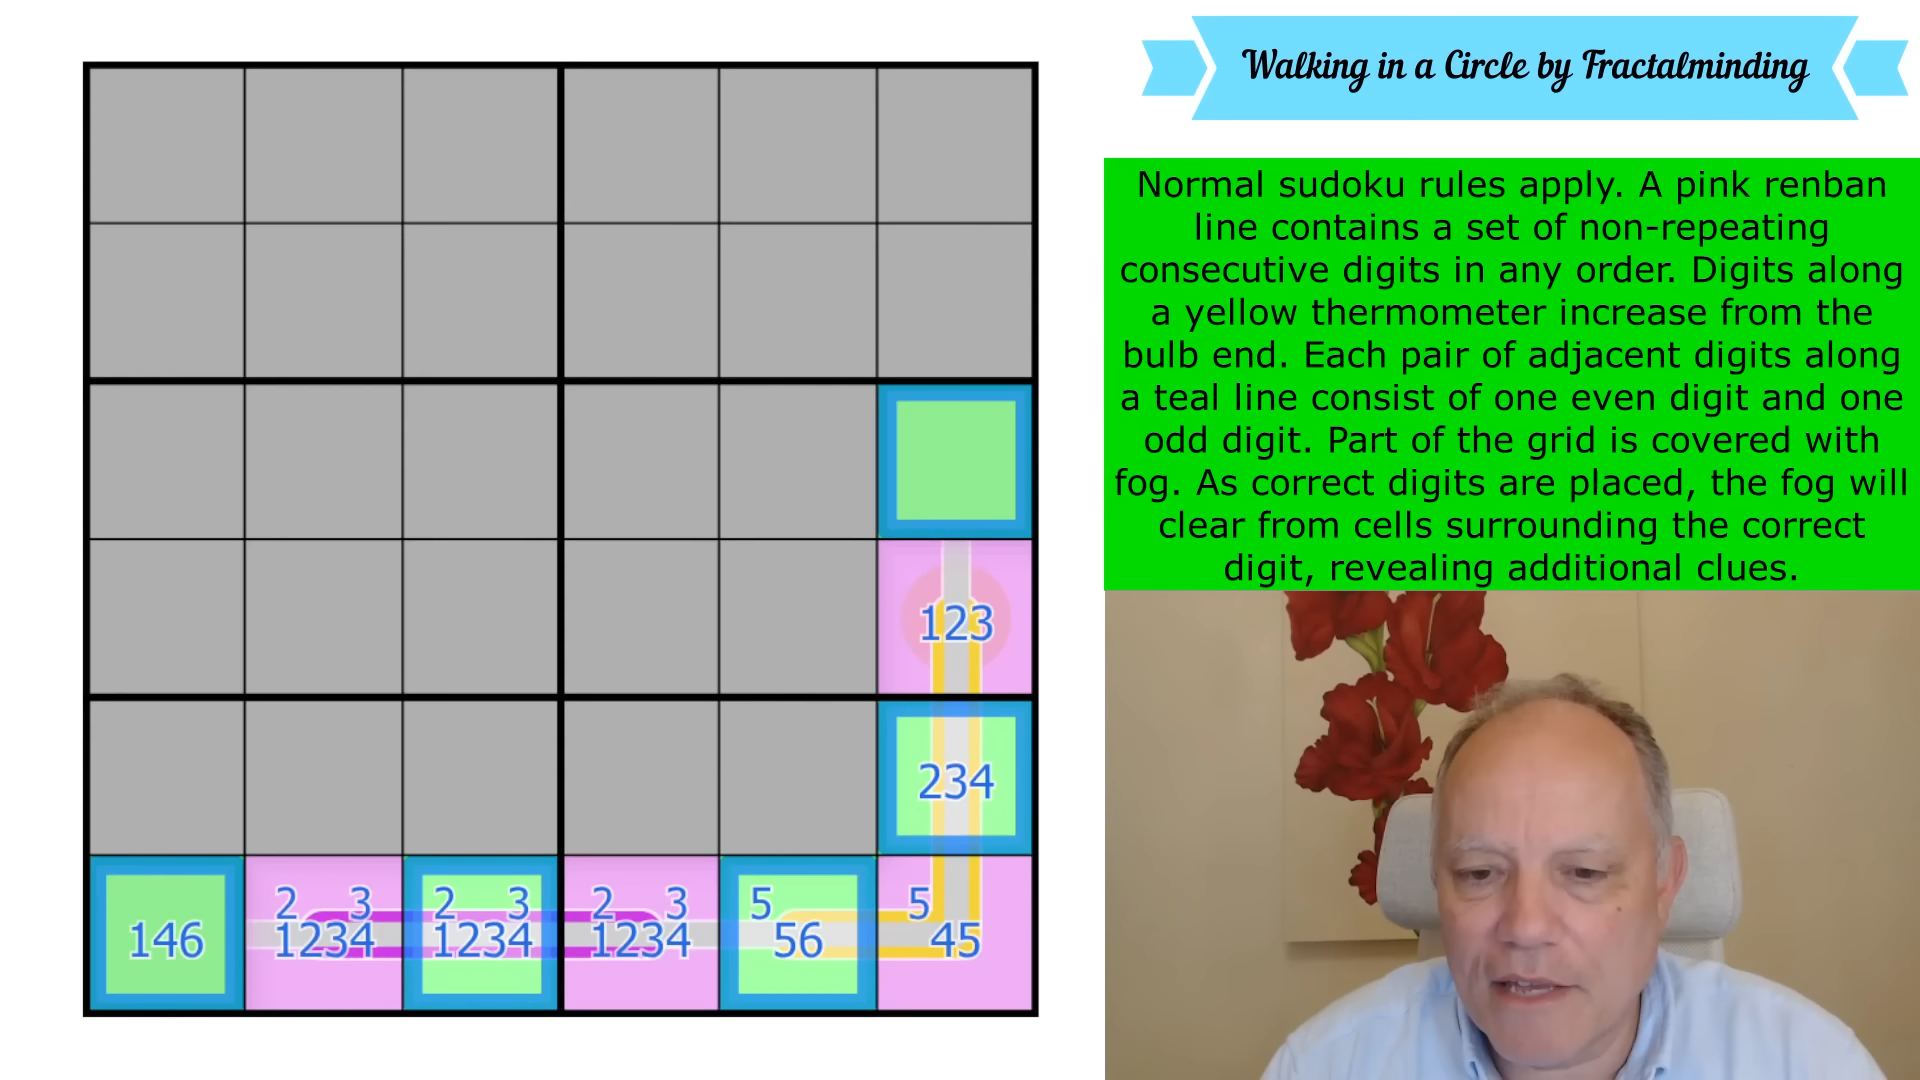 Walking in a Circle by Fractalminding
Normal sudoku rules apply. A pink renban
line contains a set of non-repeating
consecutive digits in any order. Digits along
a yellow thermometer increase from the
bulb end. Each pair of adjacent digits along
a teal line consist of one even digit and one
odd digit. Part of the grid is covered with
fog. As correct digits are placed, the fog will
clear from cells surrounding the correct
digit, revealing additional clues.
123
234
2 3 2 3 2 3 5 5
146 1234 1234 1234 56 45